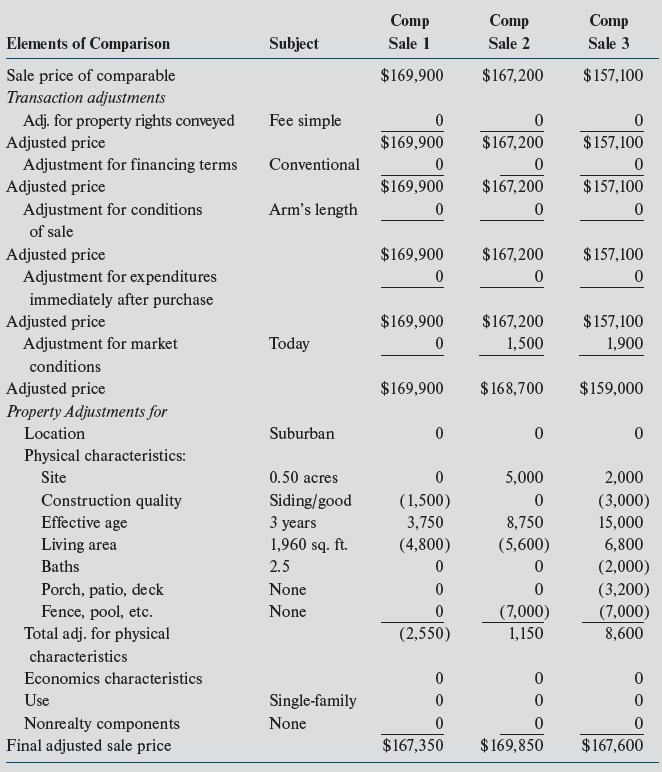 Comp Comp Comp
Elements of Comparison Subject Sale 1 Sale 2 Sale 3
Sale price of comparable $169,900 $167,200 $157,100
Transaction adjustments
Adj. for property rights conveyed Fee simple 0 0 0
Adjusted price $169,900 $167,200 $157,100
Adjustment for financing terms Conventional 0 0 0
Adjusted price $169,900 $167,200 $157,100
Adjustment for conditions Arm's length 0 0 0
of sale
Adjusted price $169,900 $167,200 $157,100
Adjustment for expenditures 0 0 0
immediately after purchase
Adjusted price $169,900 $167,200 $157,100
Adjustment for market Today 0 1,500 1,900
conditions
Adjusted price $169,900 $168,700 $159,000
Property Adjustments for
Location Suburban 0 0 0
Physical characteristics:
Site 0.50 acres 0 5,000 2,000
Construction quality Siding/good (1,500) 0 (3,000)
Effective age 3 years 3,750 8,750 15,000
Living area 1,960 sq. ft. (4,800) (5,600) 6,800
Baths 2.5 0 0 (2,000)
Porch, patio, deck None 0 0 (3,200)
Fence, pool, etc. None 0 (7,000) (7,000)
Total adj. for physical (2,550) 1,150 8,600
characteristics
Economics characteristics 0 0 0
Use Single-family 0 0 0
Nonrealty components None 0 0 0
Final adjusted sale price $167,350 $169,850 $167,600